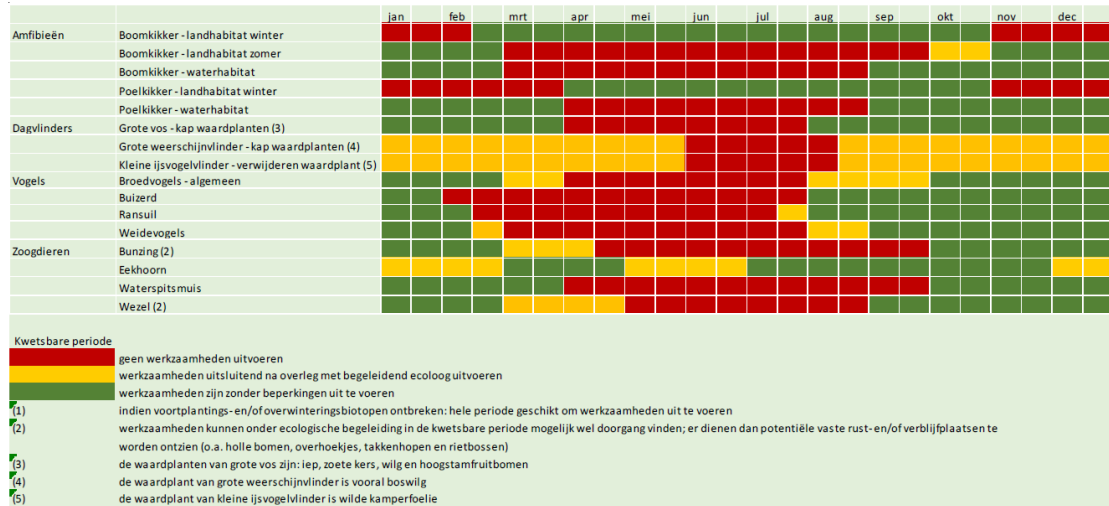 jan feb mrt apr mei jun jul aug sep okt nov dec
Amfibieën Boomkikker - landhabitat winter
Boomkikker - landhabitat zomer
Boomkikker - waterhabitat
Poelkikker - landhabitat winter
Poelkikker - waterhabitat
Dagvlinders Grote vos - kap waardplanten (3)
Grote weerschijnvlinder - kap waardplanten (4)
Kleine ijsvogelvlinder - verwijderen waardplant (5)
Vogels Broedvogels - algemeen
Buizerd
Ransuil
Weidevogels
Zoogdieren Bunzing (2)
Eekhoorn
Waterspitsmuis
Wezel (2)
Kwetsbare periode
geen werkzaamheden uitvoeren
werkzaamheden uitsluitend na overleg met begeleidend ecoloog uitvoeren
werkzaamheden zijn zonder beperkingen uit te voeren
(1) indien voortplantings-en/of overwinteringsbiotopen ontbreken: hele periode geschikt om werkzaamheden uit te voeren
(2) werkzaamheden kunnen onder ecologische begeleiding in de kwetsbare periode mogelijk wel doorgang vinden; er dienen dan potentiële vaste rust- en/of verblijfplaatsen te
worden ontzien (o.a. holle bomen, overhoekjes, takkenhopen en rietbossen)
(3) de waardplanten van grote vos zijn: iep, zoete kers, wilg en hoogstamfruitbomen
(4) de waardplant van grote weerschijnvlinder is vooral boswilg
(5) de waardplant van kleine ijsvogelvlinder is wilde kamperfoelie